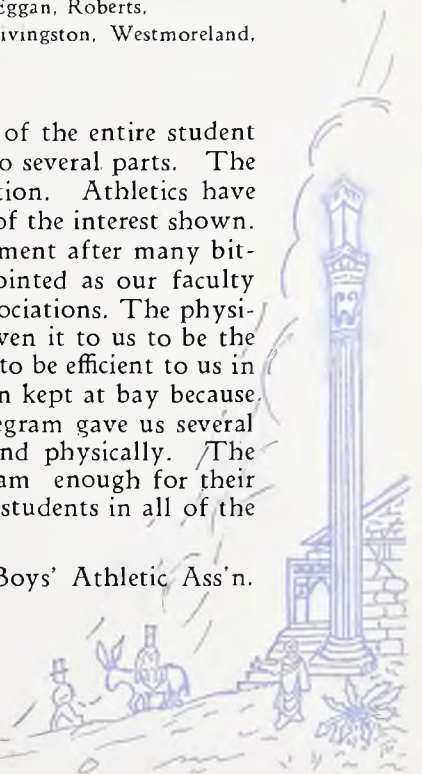 Eggan, Roberts,
ivingston, Westmoreland,
of the entire student
o several parts. The
tion. Athletics have
of the interest shown.
ment after many bit-
ointed as our faculty
ociations. The physi-
ven it to us to be the
to be efficient to us in
n kept at bay because
egram gave us several
nd physically. The
am enough for their
students in all of the
Boys' Athletic Ass'n.